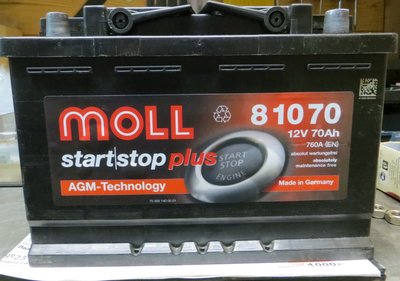 MOLL
start|stop plus
AGM-Technology
81070
12V 70Ah
760A (EN)
absolut wartungsfrei
absolutely
maintenance free
START
STOP
ENGINE
Made in Germany